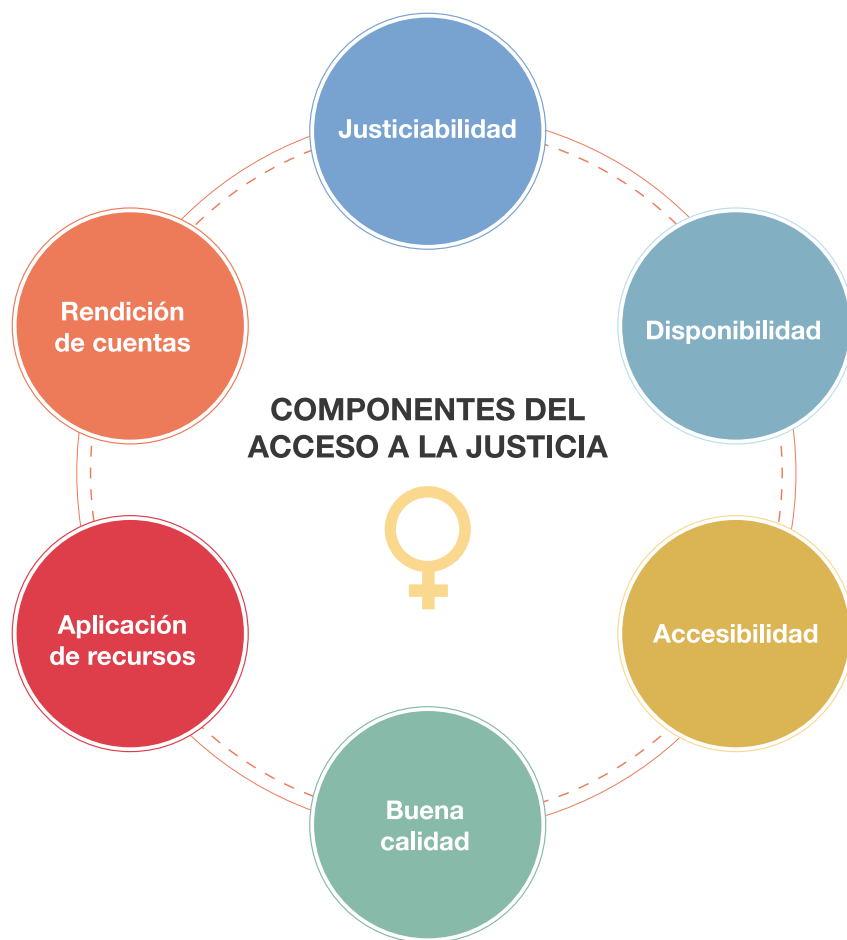 Justiciabilidad
Disponibilidad
Accesibilidad
Buena
calidad
Aplicación
de recursos
Rendición
de cuentas
COMPONENTES DEL
ACCESO A LA JUSTICIA